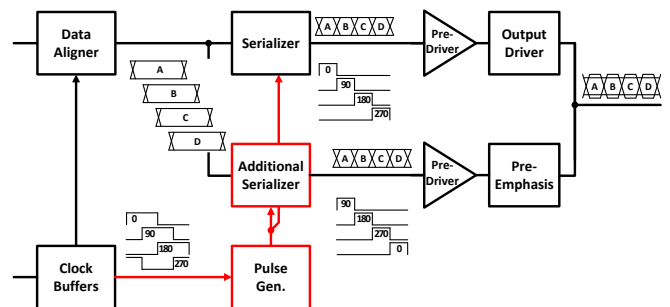 Data
Aligner
Serializer
A B C D
Pre-
Driver
Output
Driver
A
B
C
D
0
90
180
270
A B C D
Additional
Serializer
A B C D
Pre-
Driver
Pre-
Emphasis
0
90
180
270
90
180
270
0
Clock
Buffers
Pulse
Gen.